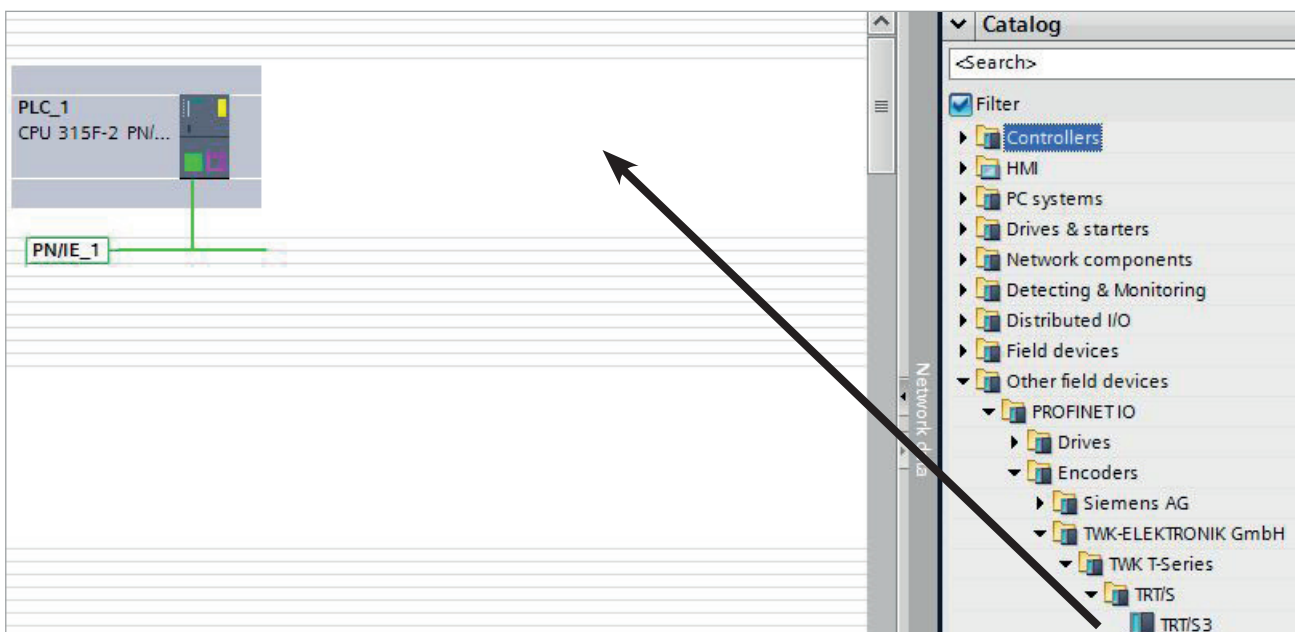 PLC_1
CPU 315F-2 PN/...
PN/IE_1
Network data
Catalog
<Search>
Filter
Controllers
HMI
PC systems
Drives & starters
Network components
Detecting & Monitoring
Distributed I/O
Field devices
Other field devices
PROFINET IO
Drives
Encoders
Siemens AG
TWK-ELEKTRONIK GmbH
TWK T-Series
TRT/S
TRT/S3